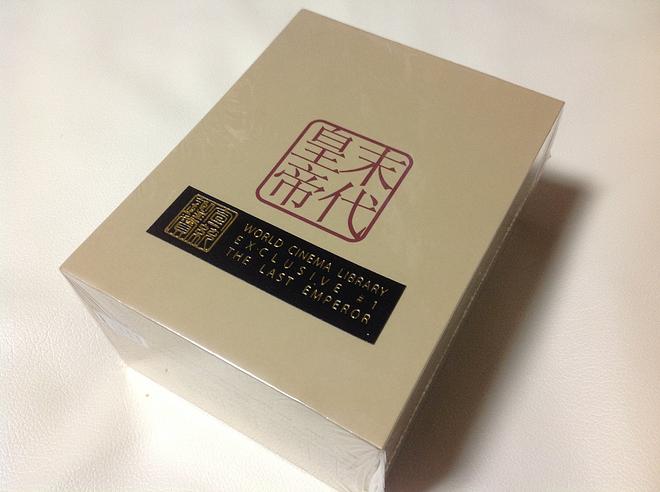 末代
皇帝
WORLD CINEMA LIBRARY
EXCLUSIVE #1
THE LAST EMPEROR